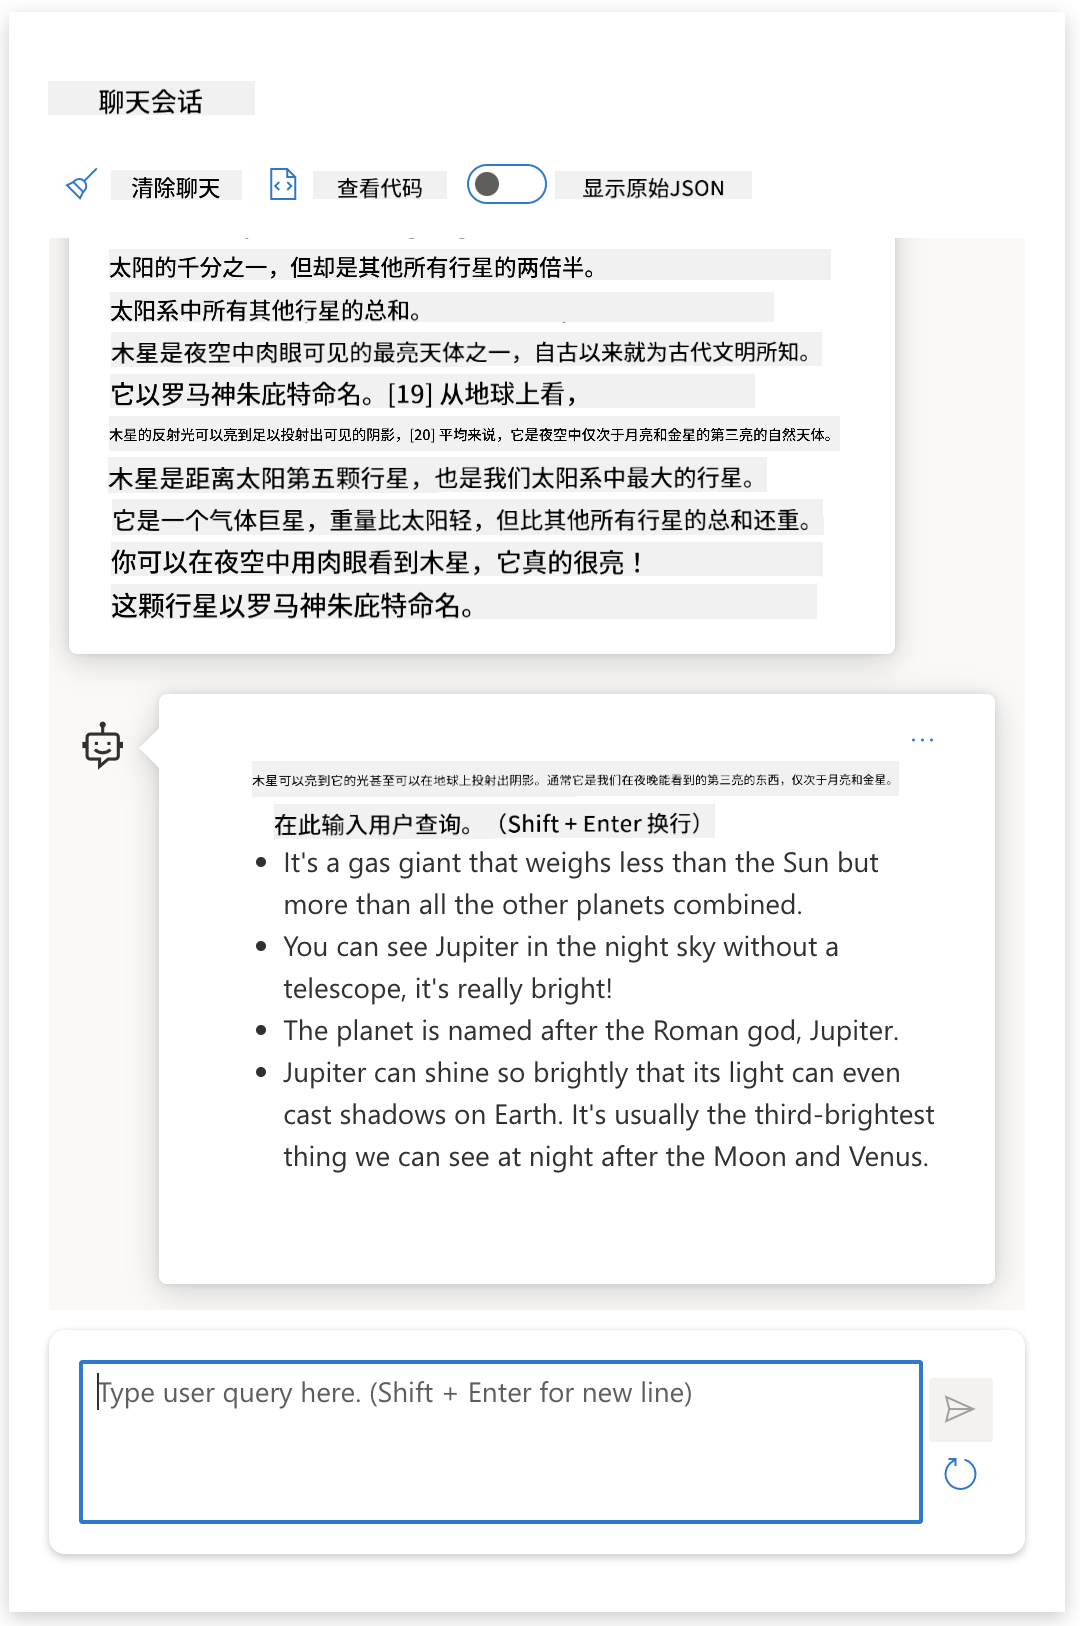 聊天会话
清除聊天 查看代码 显示原始JSON
太阳的千分之一，但却是其他所有行星的两倍半。
太阳系中所有其他行星的总和。
木星是夜空中肉眼可见的最亮天体之一，自古以来就为古代文明所知。
它以罗马神朱庇特命名。[19] 从地球上看，
木星的反射光可以亮到足以投射出可见的阴影，[20] 平均来说，它是夜空中仅次于月亮和金星的第三亮的自然天体。
木星是距离太阳第五颗行星，也是我们太阳系中最大的行星。
它是一个气体巨星，重量比太阳轻，但比其他所有行星的总和还重。
你可以在夜空中用肉眼看到木星，它真的很亮！
这颗行星以罗马神朱庇特命名。
木星可以亮到它的光甚至可以在地球上投射出阴影。通常它是我们在夜晚能看到的第三亮的东西，仅次于月亮和金星。
在此输入用户查询。（Shift + Enter 换行）
• It's a gas giant that weighs less than the Sun but
more than all the other planets combined.
• You can see Jupiter in the night sky without a
telescope, it's really bright!
• The planet is named after the Roman god, Jupiter.
• Jupiter can shine so brightly that its light can even
cast shadows on Earth. It's usually the third-brightest
thing we can see at night after the Moon and Venus.
Type user query here. (Shift + Enter for new line)